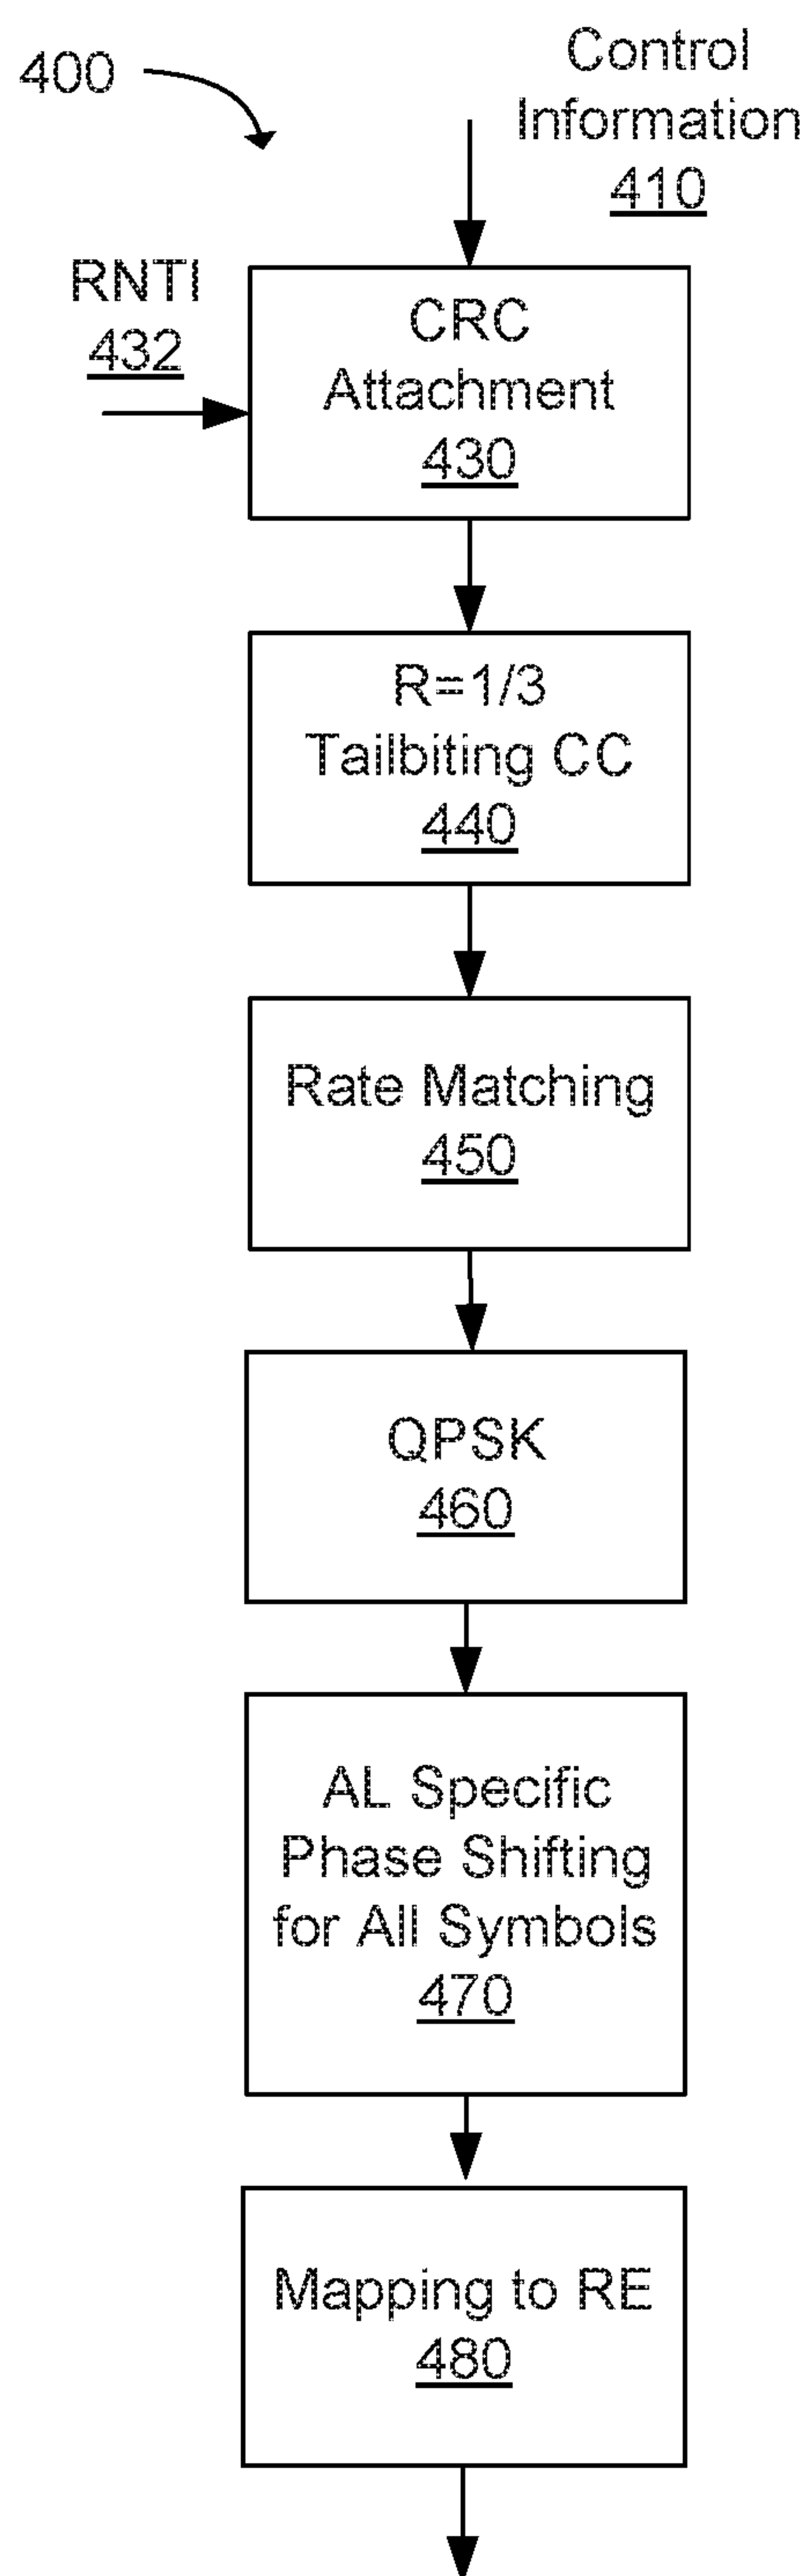 400
Control
Information
410
RNTI
432
CRC
Attachment
430
R=1/3
Tailbiting CC
440
Rate Matching
450
QPSK
460
AL Specific
Phase Shifting
for All Symbols
470
Mapping to RE
480